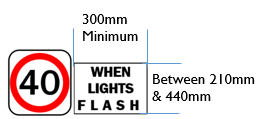 300mm
Minimum
40
WHEN
LIGHTS
FLASH
Between 210mm
& 440mm